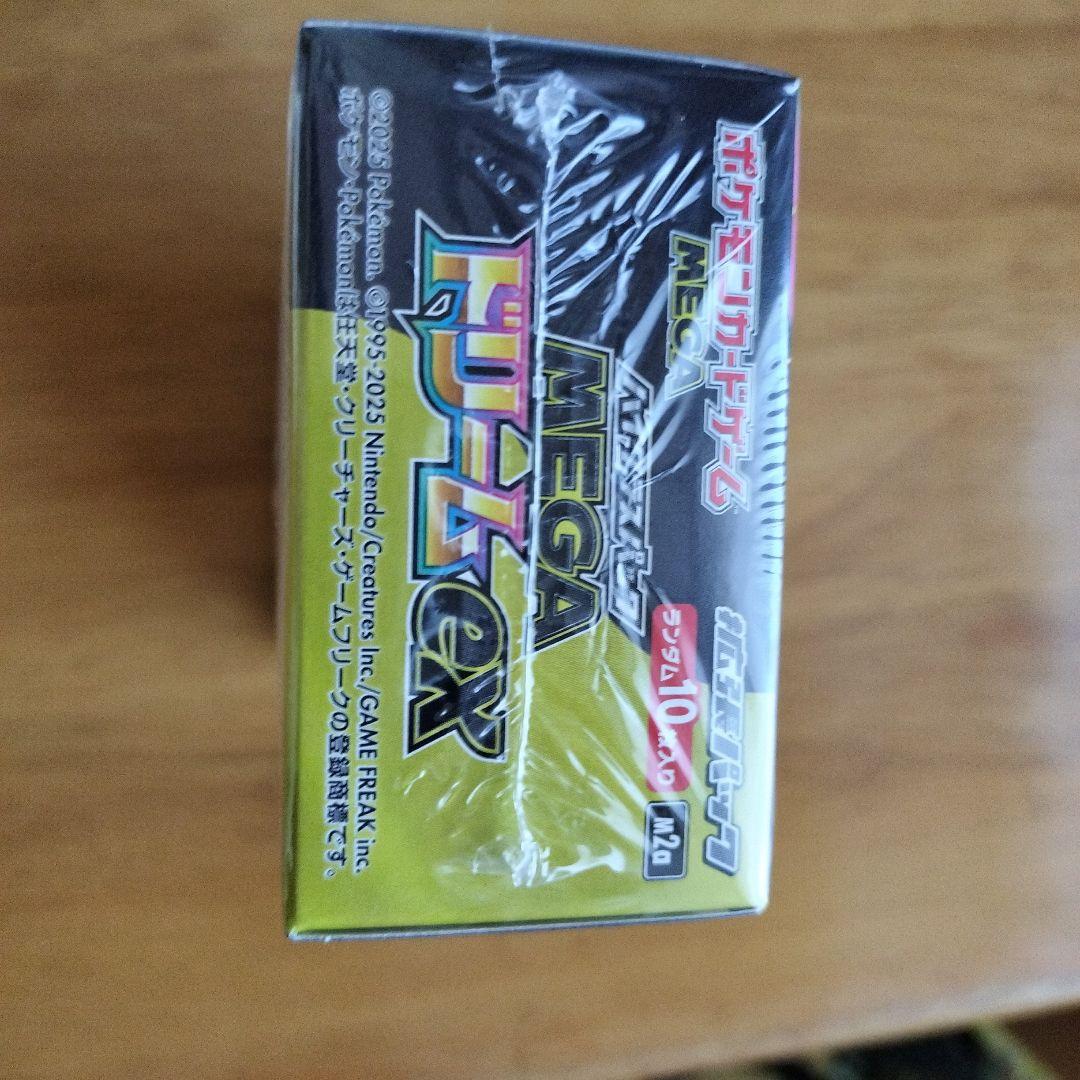 ポケモンカードゲーム
MEGA
拡張パック
ハイクラスパック
MEGA
ドリームex
ランダム10枚入り
M2a
©2025 Pokémon. ©1995-2025 Nintendo/Creatures Inc./GAME FREAK inc.
ポケモン・Pokémonは任天堂・クリーチャーズ・ゲームフリークの登録商標です。